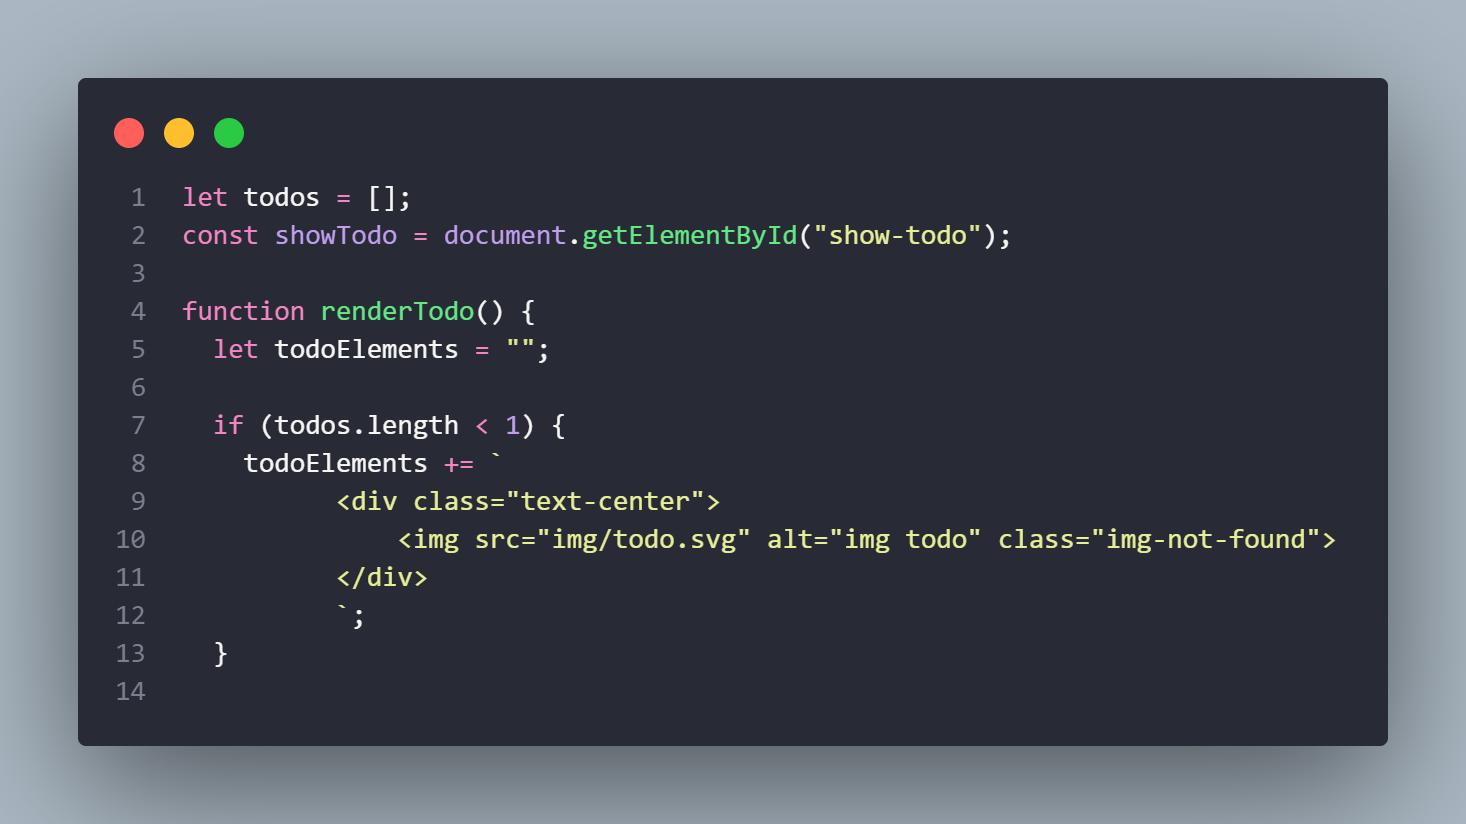 1 let todos = [];
2 const showTodo = document.getElementById("show-todo");
3
4 function renderTodo() {
5   let todoElements = "";
6
7   if (todos.length < 1) {
8     todoElements += `
9           <div class="text-center">
10               <img src="img/todo.svg" alt="img todo" class="img-not-found">
11           </div>
12           `;
13   }
14